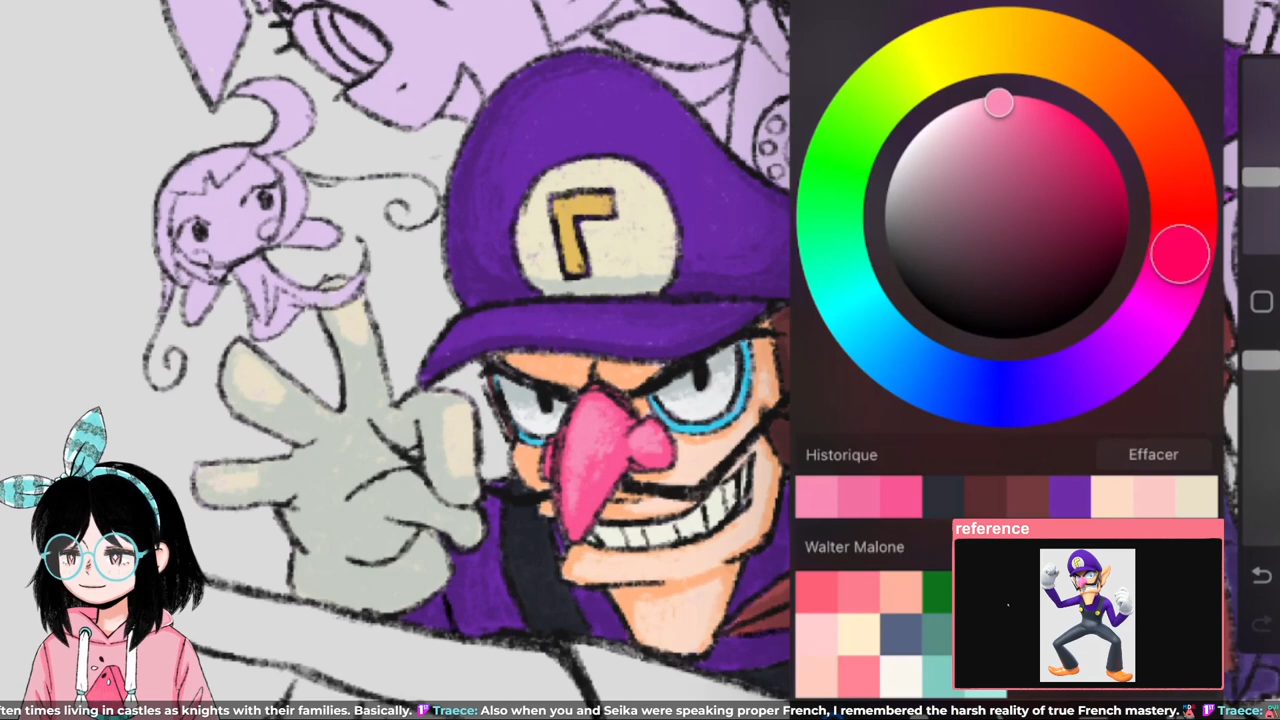 Γ
Historique
Effacer
reference
Walter Malone
ften times living in castles as knights with their families. Basically. Traece: Also when you and Seika were speaking proper French, I remembered the harsh reality of true French mastery. Traece: